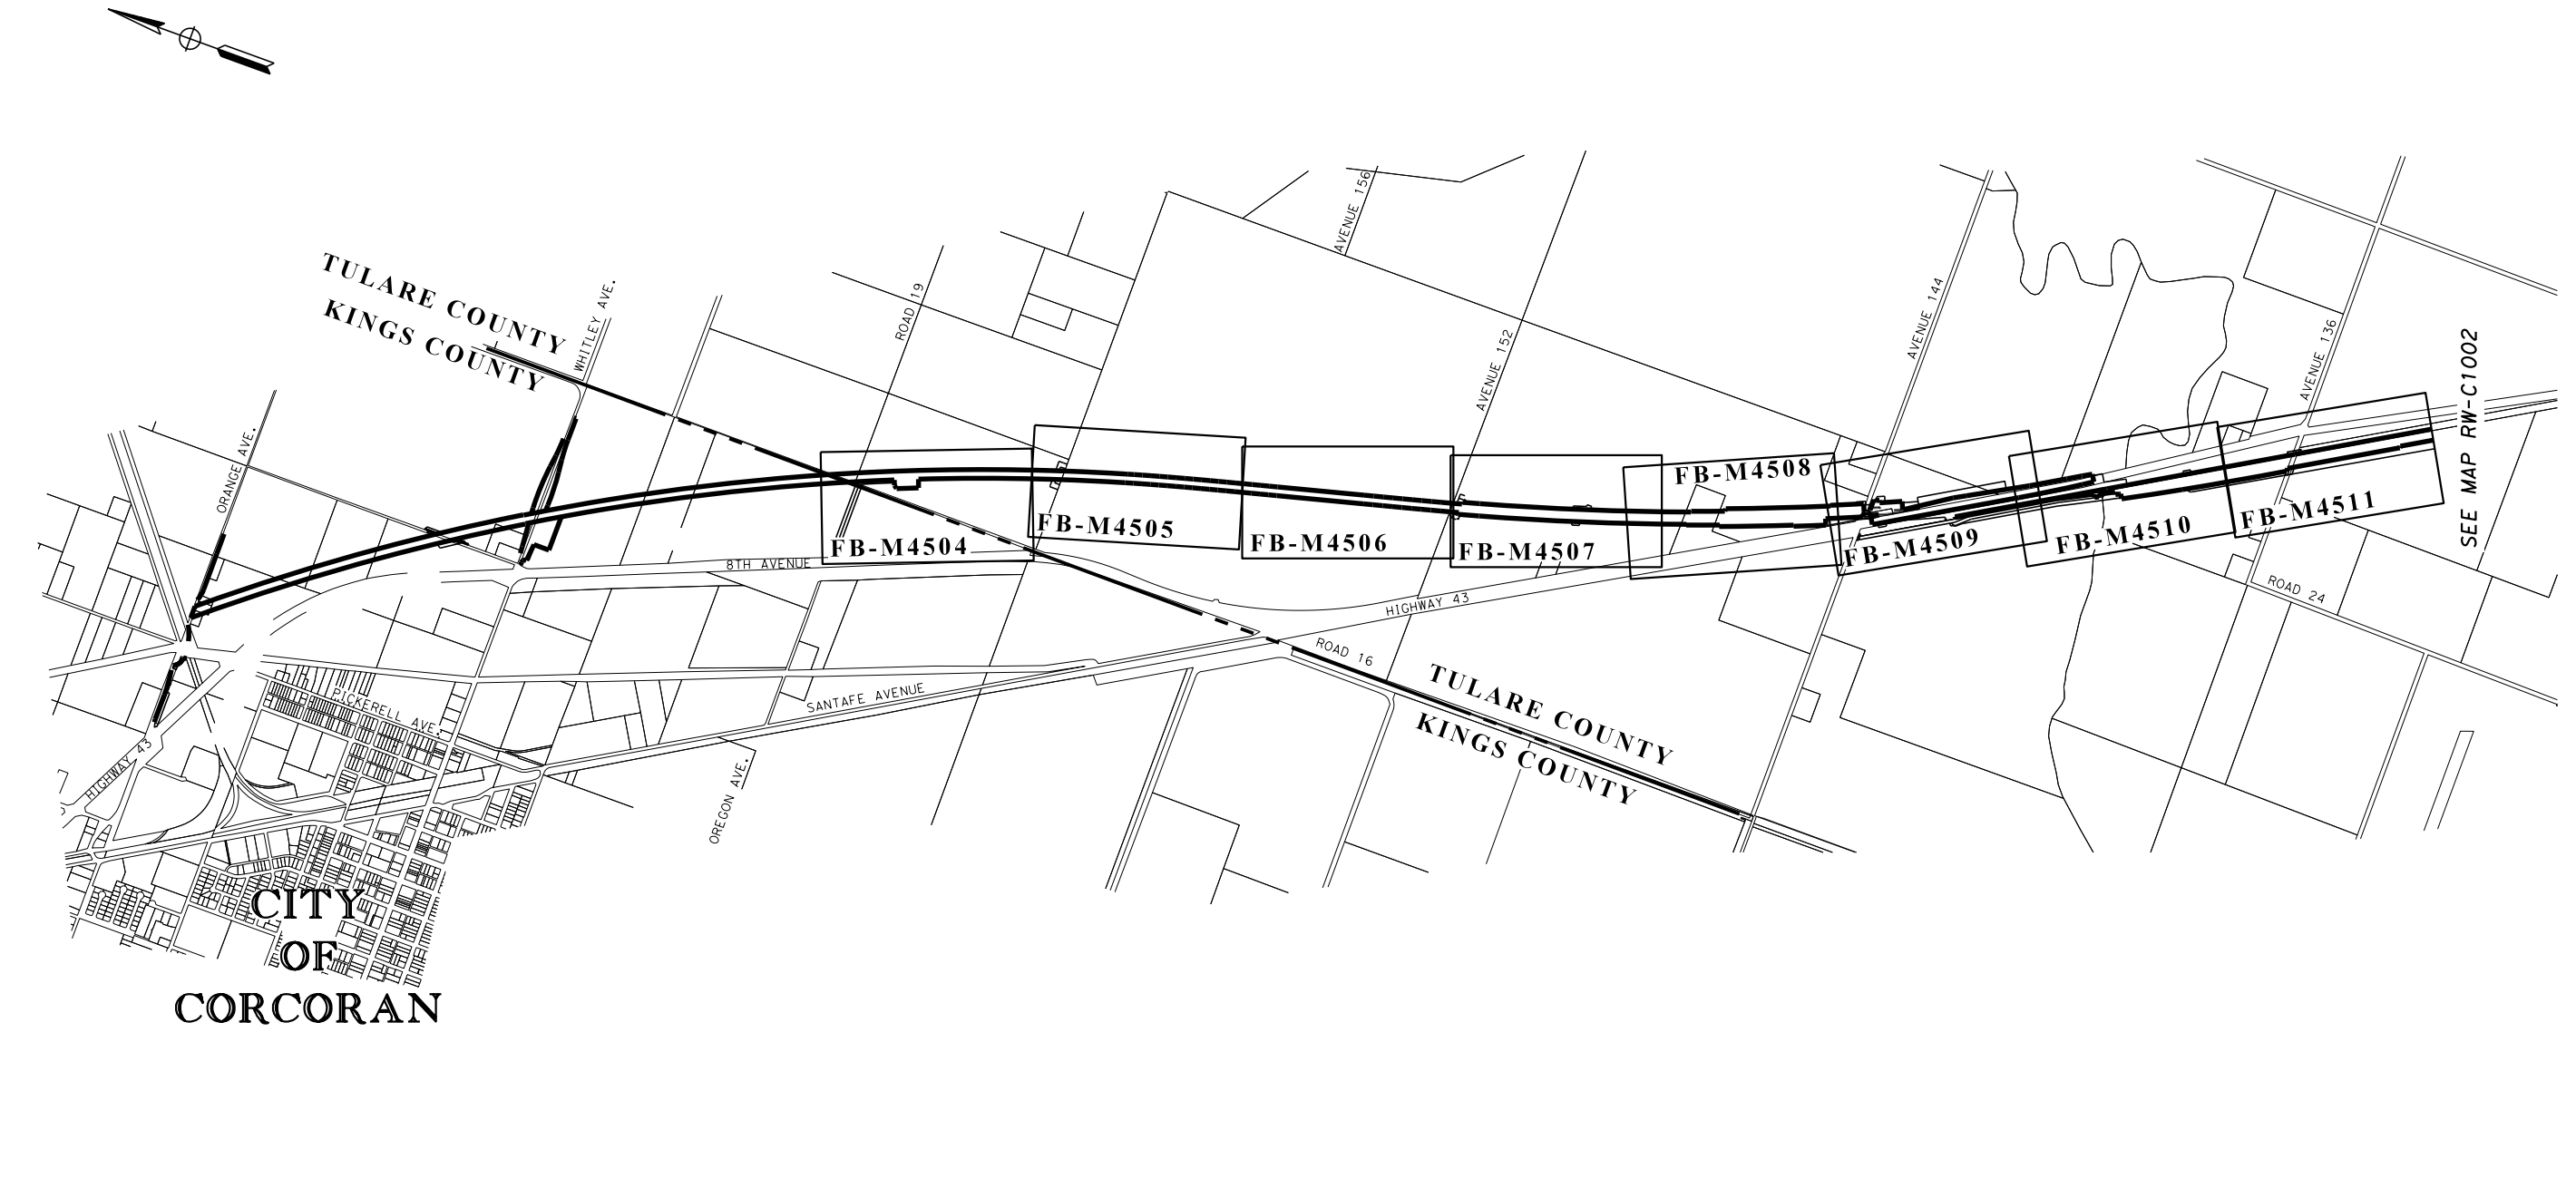 TULARE COUNTY
KINGS COUNTY
WHITLEY AVE.
ORANGE AVE.
ROAD 19
AVENUE 156
AVENUE 152
AVENUE 144
AVENUE 136
SEE MAP RW-C1002
FB-M4504
FB-M4505
FB-M4506
FB-M4507
FB-M4508
FB-M4509
FB-M4510
FB-M4511
8TH AVENUE
HIGHWAY 43
ROAD 24
ROAD 16
TULARE COUNTY
KINGS COUNTY
SANTAFE AVENUE
PICKERELL AVE.
HIGHWAY 43
OREGON AVE.
CITY
OF
CORCORAN